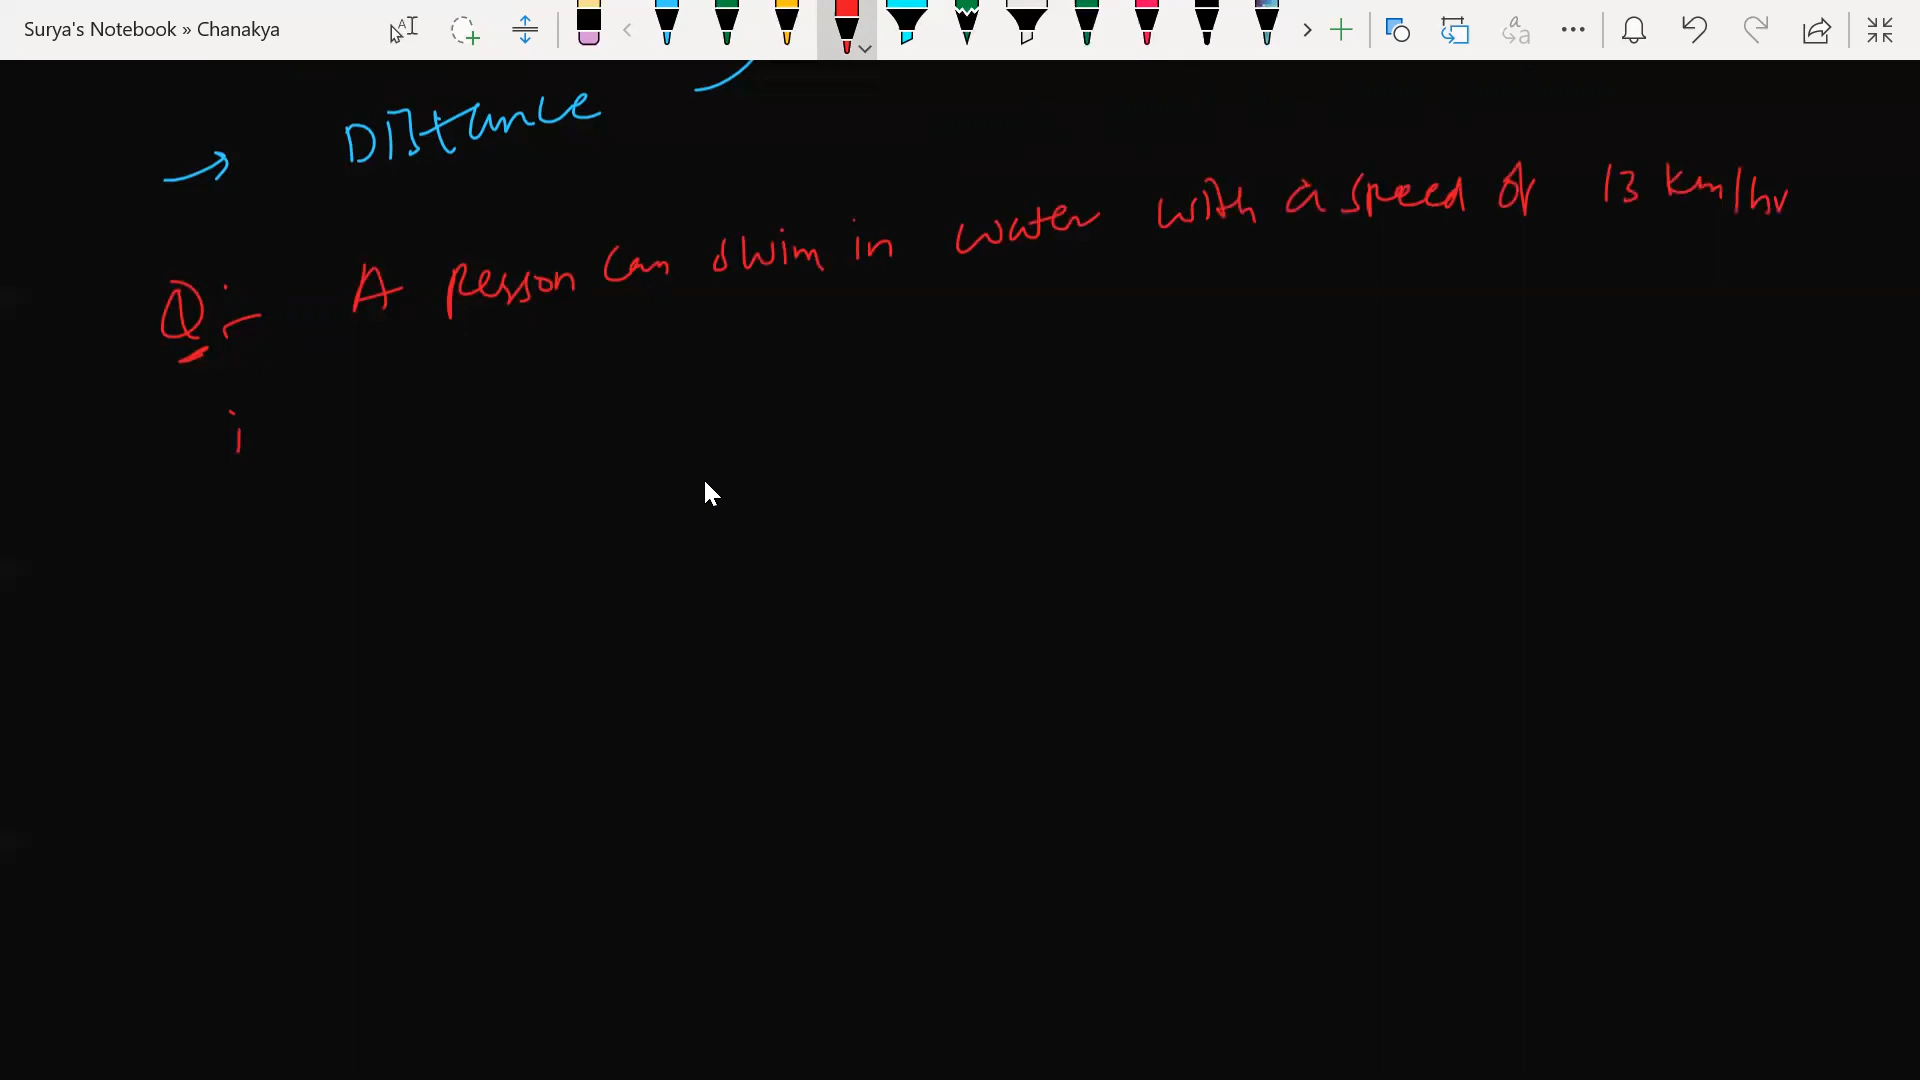 Surya's Notebook » Chanakya
→ Distance
Q:- A person can swim in water with a speed of 13 km/hr
i